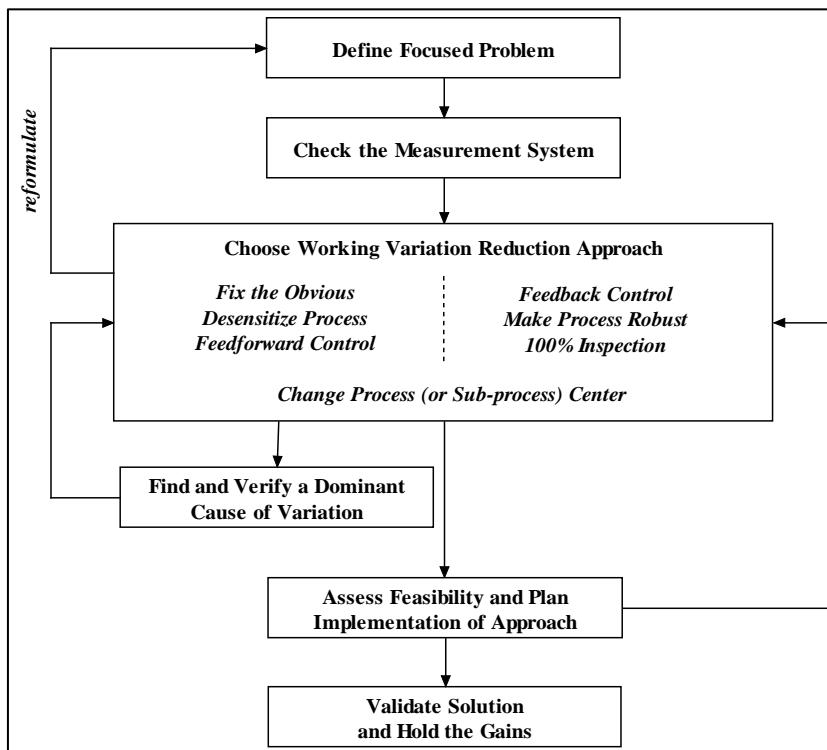 Define Focused Problem
reformulate
Check the Measurement System
Choose Working Variation Reduction Approach
Fix the Obvious
Desensitize Process
Feedforward Control
Feedback Control
Make Process Robust
100% Inspection
Change Process (or Sub-process) Center
Find and Verify a Dominant
Cause of Variation
Assess Feasibility and Plan
Implementation of Approach
Validate Solution
and Hold the Gains